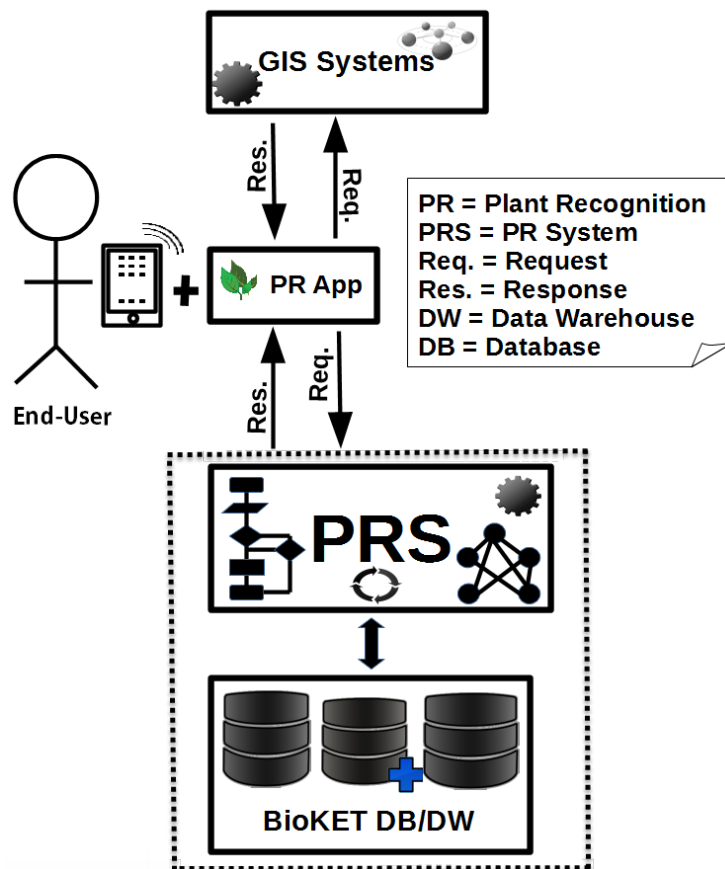 GIS Systems
Res.
Req.
PR App
PR = Plant Recognition
PRS = PR System
Req. = Request
Res. = Response
DW = Data Warehouse
DB = Database
End-User
Res.
Req.
PRS
BioKET DB/DW